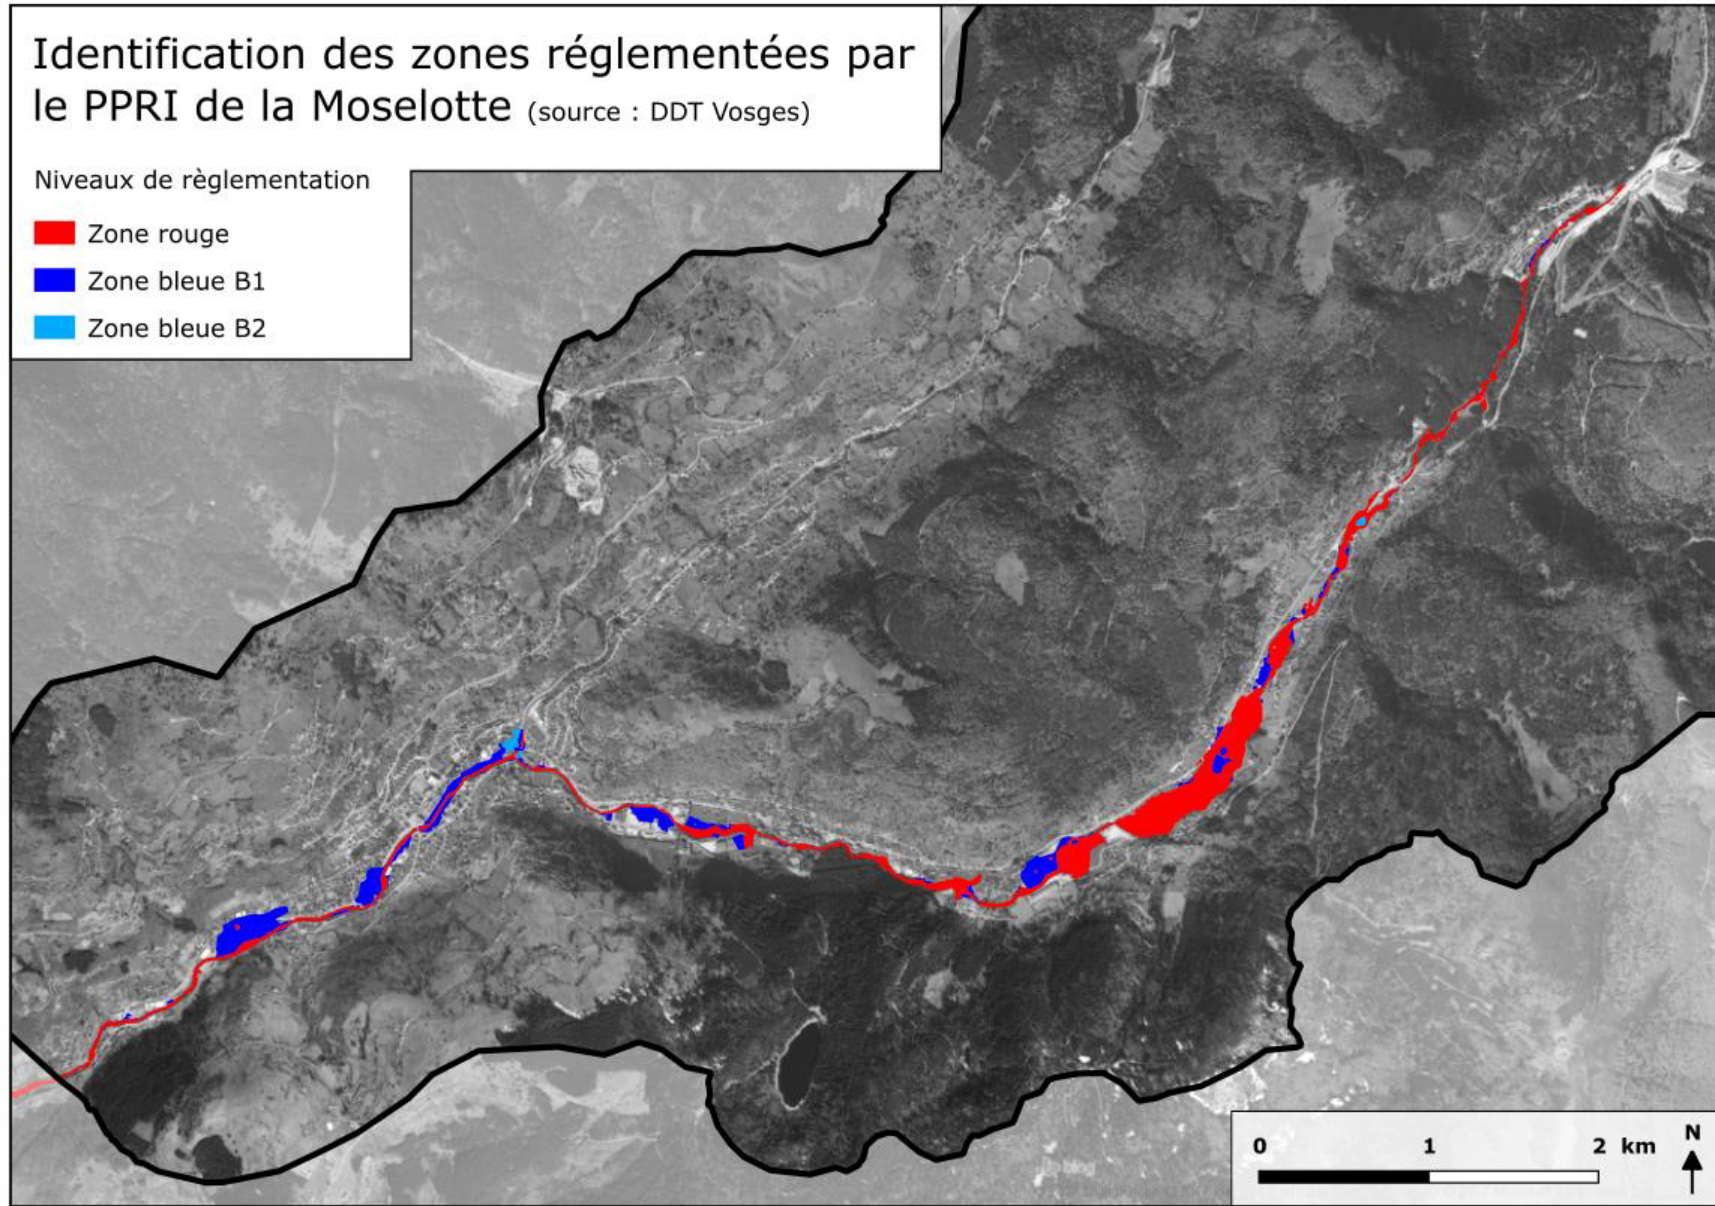 Identification des zones réglementées par
le PPRI de la Moselotte (source : DDT Vosges)
Niveaux de règlementation
Zone rouge
Zone bleue B1
Zone bleue B2
0 1 2 km
N